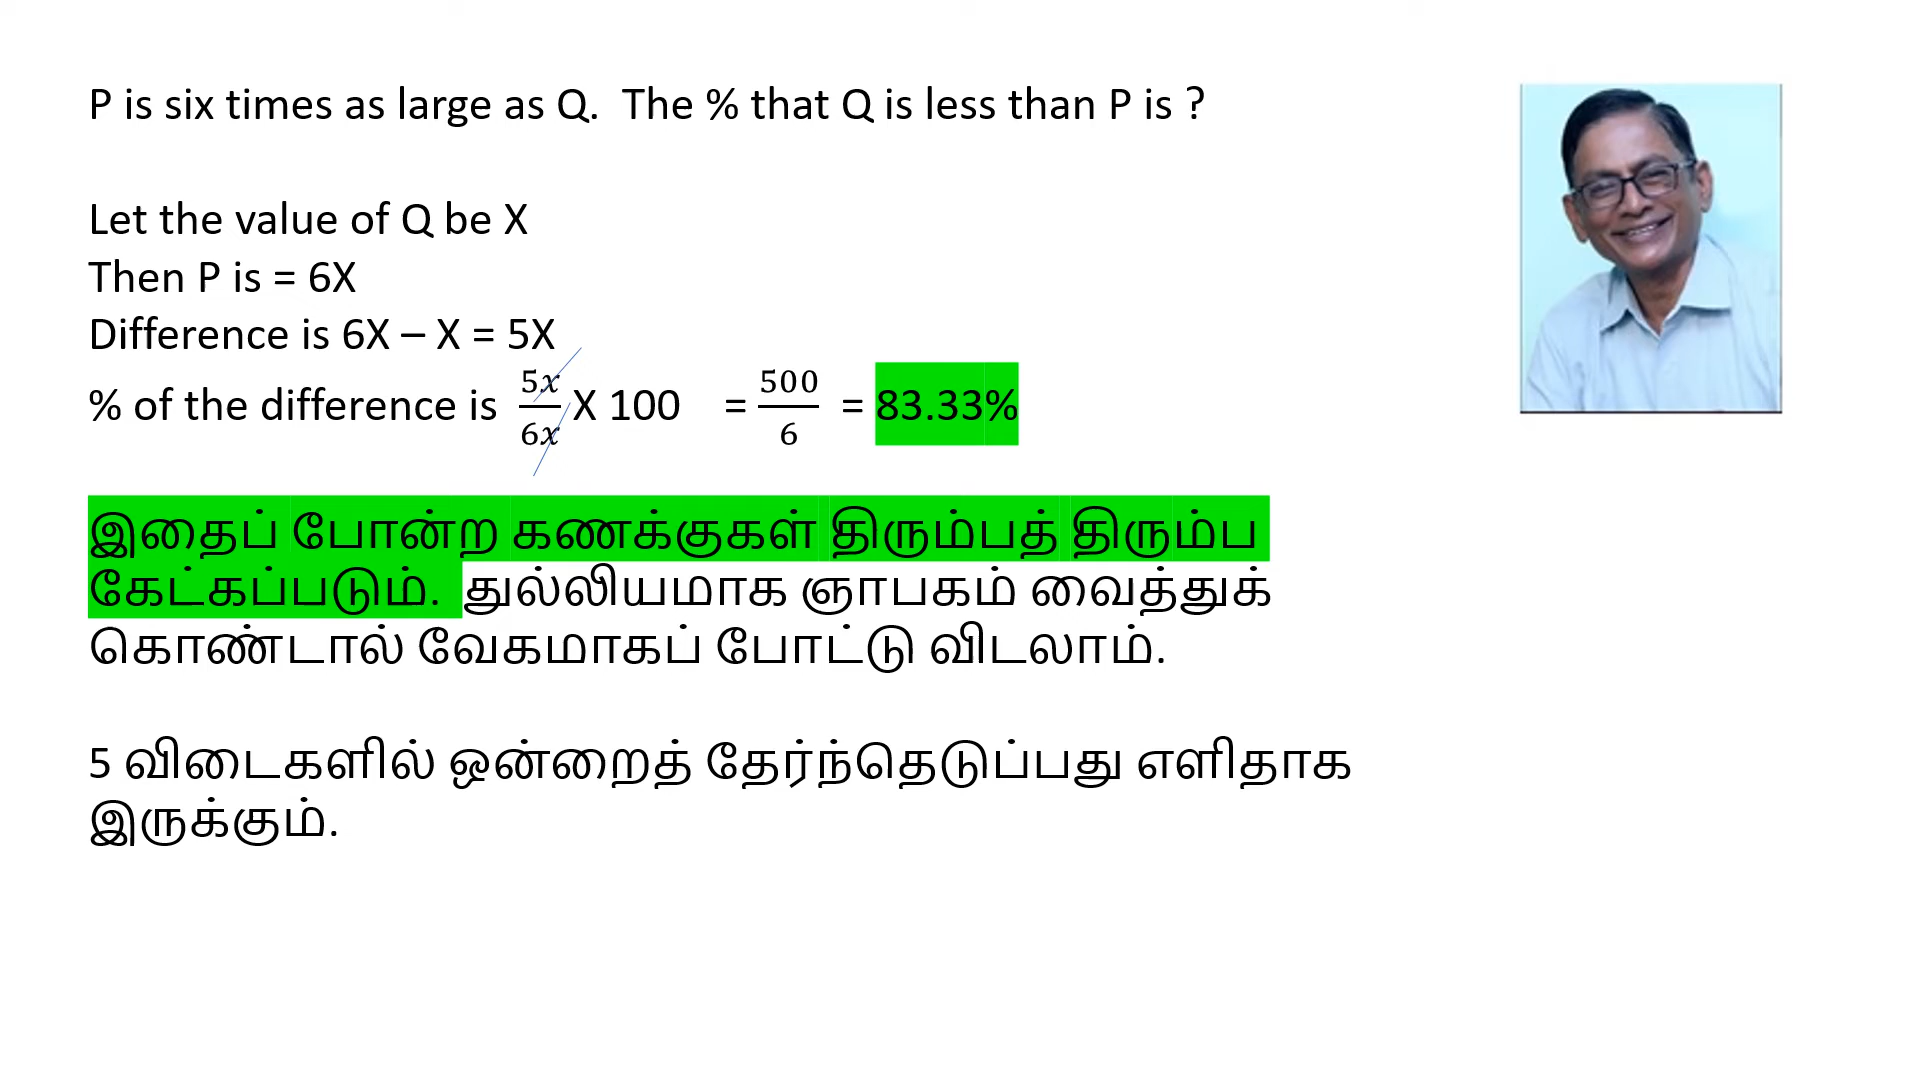 P is six times as large as Q.  The % that Q is less than P is ?
Let the value of Q be X
Then P is = 6X
Difference is 6X – X = 5X
% of the difference is 5x/6x X 100 = 500/6 = 83.33%
இதைப் போன்ற கணக்குகள் திரும்பத் திரும்ப
கேட்கப்படும். துல்லியமாக ஞாபகம் வைத்துக்
கொண்டால் வேகமாகப் போட்டு விடலாம்.
5 விடைகளில் ஒன்றைத் தேர்ந்தெடுப்பது எளிதாக
இருக்கும்.